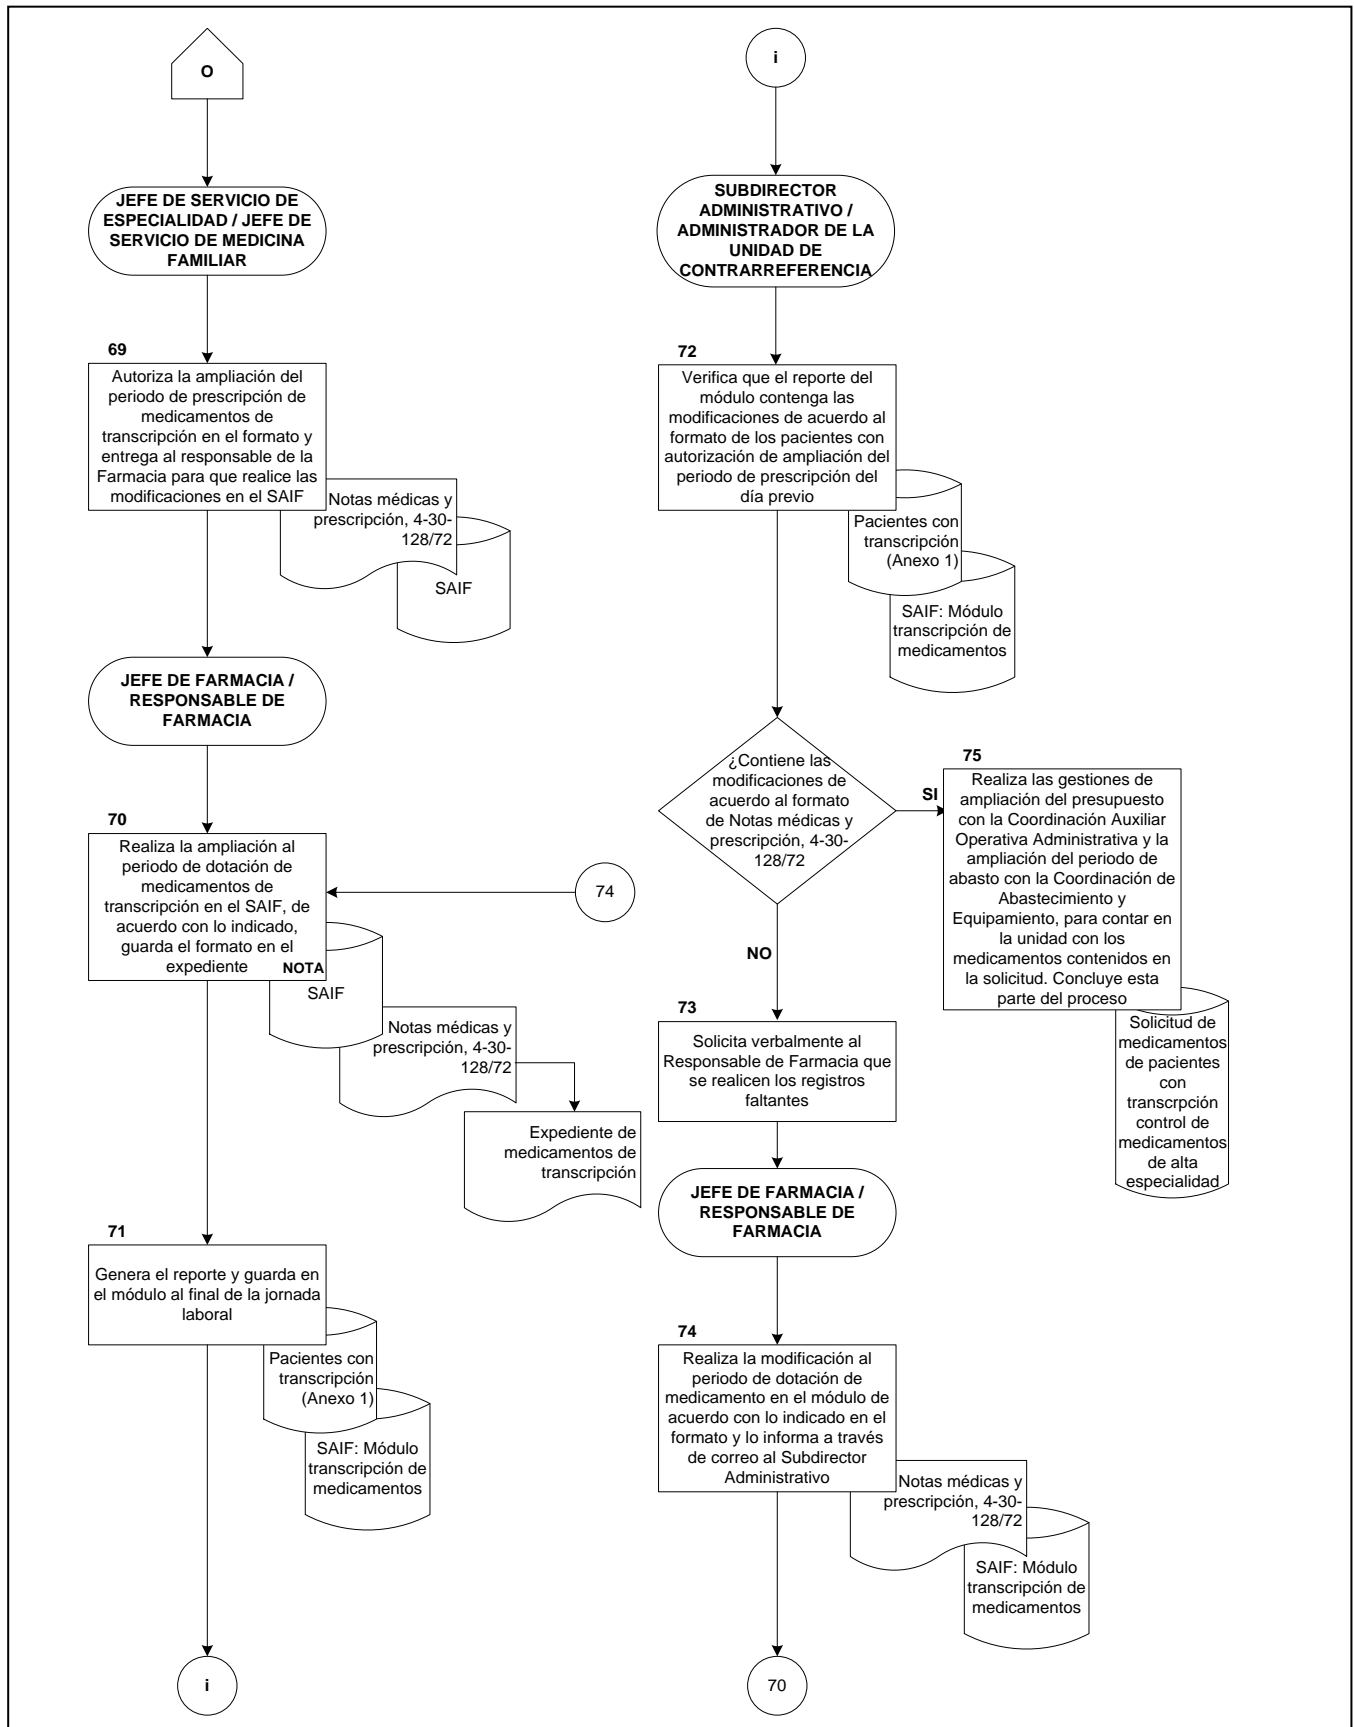 O
JEFE DE SERVICIO DE
ESPECIALIDAD / JEFE DE
SERVICIO DE MEDICINA
FAMILIAR
69
Autoriza la ampliación del
periodo de prescripción de
medicamentos de
transcripción en el formato y
entrega al responsable de la
Farmacia para que realice las
modificaciones en el SAIF
Notas médicas y
prescripción, 4-30-
128/72
SAIF
JEFE DE FARMACIA /
RESPONSABLE DE
FARMACIA
70
Realiza la ampliación al
periodo de dotación de
medicamentos de
transcripción en el SAIF, de
acuerdo con lo indicado,
guarda el formato en el
expediente
NOTA
SAIF
Notas médicas y
prescripción, 4-30-
128/72
Expediente de
medicamentos de
transcripción
74
71
Genera el reporte y guarda en
el módulo al final de la jornada
laboral
Pacientes con
transcripción
(Anexo 1)
SAIF: Módulo
transcripción de
medicamentos
i
i
SUBDIRECTOR
ADMINISTRATIVO /
ADMINISTRADOR DE LA
UNIDAD DE
CONTRARREFERENCIA
72
Verifica que el reporte del
módulo contenga las
modificaciones de acuerdo al
formato de los pacientes con
autorización de ampliación del
periodo de prescripción del
día previo
Pacientes con
transcripción
(Anexo 1)
SAIF: Módulo
transcripción de
medicamentos
¿Contiene las
modificaciones de
acuerdo al formato
de Notas médicas y
prescripción, 4-30-
128/72
SI
75
Realiza las gestiones de
ampliación del presupuesto
con la Coordinación Auxiliar
Operativa Administrativa y la
ampliación del periodo de
abasto con la Coordinación de
Abastecimiento y
Equipamiento, para contar en
la unidad con los
medicamentos contenidos en
la solicitud. Concluye esta
parte del proceso
Solicitud de
medicamentos
de pacientes
con
transcrpción
control de
medicamentos
de alta
especialidad
NO
73
Solicita verbalmente al
Responsable de Farmacia que
se realicen los registros
faltantes
JEFE DE FARMACIA /
RESPONSABLE DE
FARMACIA
74
Realiza la modificación al
periodo de dotación de
medicamento en el módulo de
acuerdo con lo indicado en el
formato y lo informa a través
de correo al Subdirector
Administrativo
Notas médicas y
prescripción, 4-30-
128/72
SAIF: Módulo
transcripción de
medicamentos
70